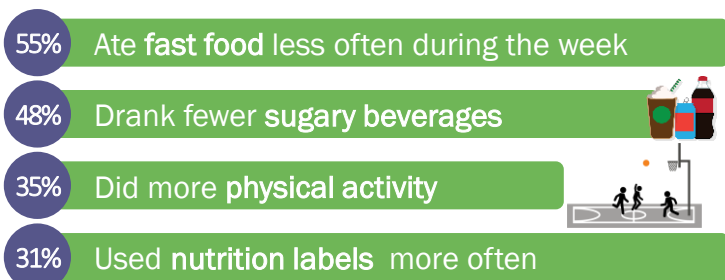 55% Ate fast food less often during the week
48% Drank fewer sugary beverages
35% Did more physical activity
31% Used nutrition labels more often